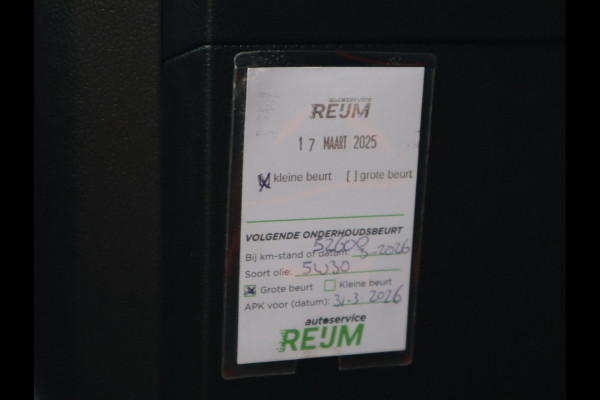 autoservice
REIJM
17 MAART 2025
[x] kleine beurt [ ] grote beurt
VOLGENDE ONDERHOUDSBEURT
Bij km-stand of datum: 52600 3-2026
Soort olie: 5W30
Grote beurt Kleine beurt
APK voor (datum): 31-3 2026
autoservice
REIJM